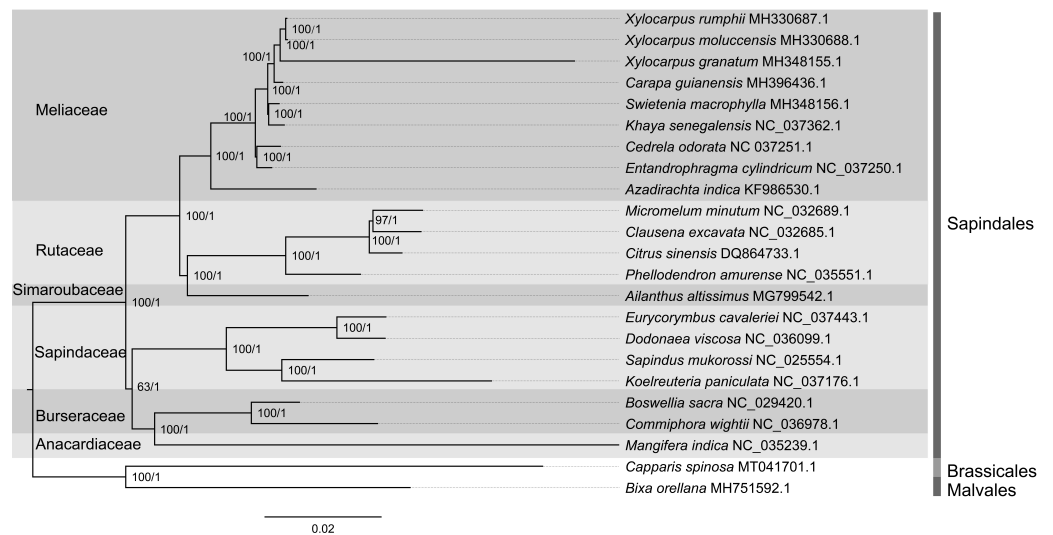 Xylocarpus rumphii MH330687.1
100/1
Xylocarpus moluccensis MH330688.1
100/1
100/1
Xylocarpus granatum MH348155.1
Carapa guianensis MH396436.1
100/1
Swietenia macrophylla MH348156.1
Meliaceae
100/1
100/1
Khaya senegalensis NC_037362.1
Cedrela odorata NC 037251.1
100/1
100/1
Entandrophragma cylindricum NC_037250.1
Azadirachta indica KF986530.1
Micromelum minutum NC_032689.1
100/1
97/1
Sapindales
Clausena excavata NC_032685.1
100/1
Rutaceae
Citrus sinensis DQ864733.1
100/1
Phellodendron amurense NC_035551.1
100/1
Simaroubaceae
Ailanthus altissimus MG799542.1
100/1
Eurycorymbus cavaleriei NC_037443.1
100/1
Dodonaea viscosa NC_036099.1
Sapindaceae
100/1
Sapindus mukorossi NC_025554.1
100/1
Koelreuteria paniculata NC_037176.1
63/1
Boswellia sacra NC_029420.1
Burseraceae
100/1
Commiphora wightii NC_036978.1
100/1
Anacardiaceae
Mangifera indica NC_035239.1
Capparis spinosa MT041701.1
Brassicales
100/1
Bixa orellana MH751592.1
Malvales
0.02